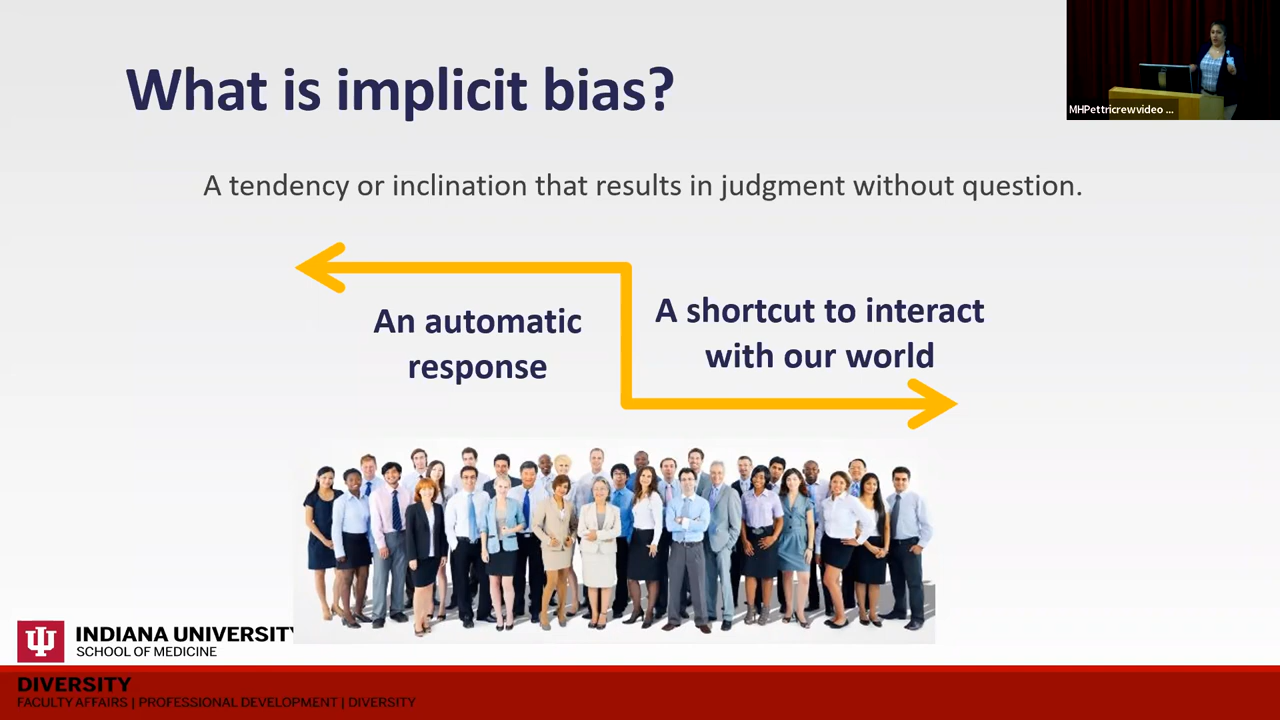 What is implicit bias?
MHPettricrewvideo ...
A tendency or inclination that results in judgment without question.
An automatic
response
A shortcut to interact
with our world
INDIANA UNIVERSITY
SCHOOL OF MEDICINE
DIVERSITY
FACULTY AFFAIRS | PROFESSIONAL DEVELOPMENT | DIVERSITY